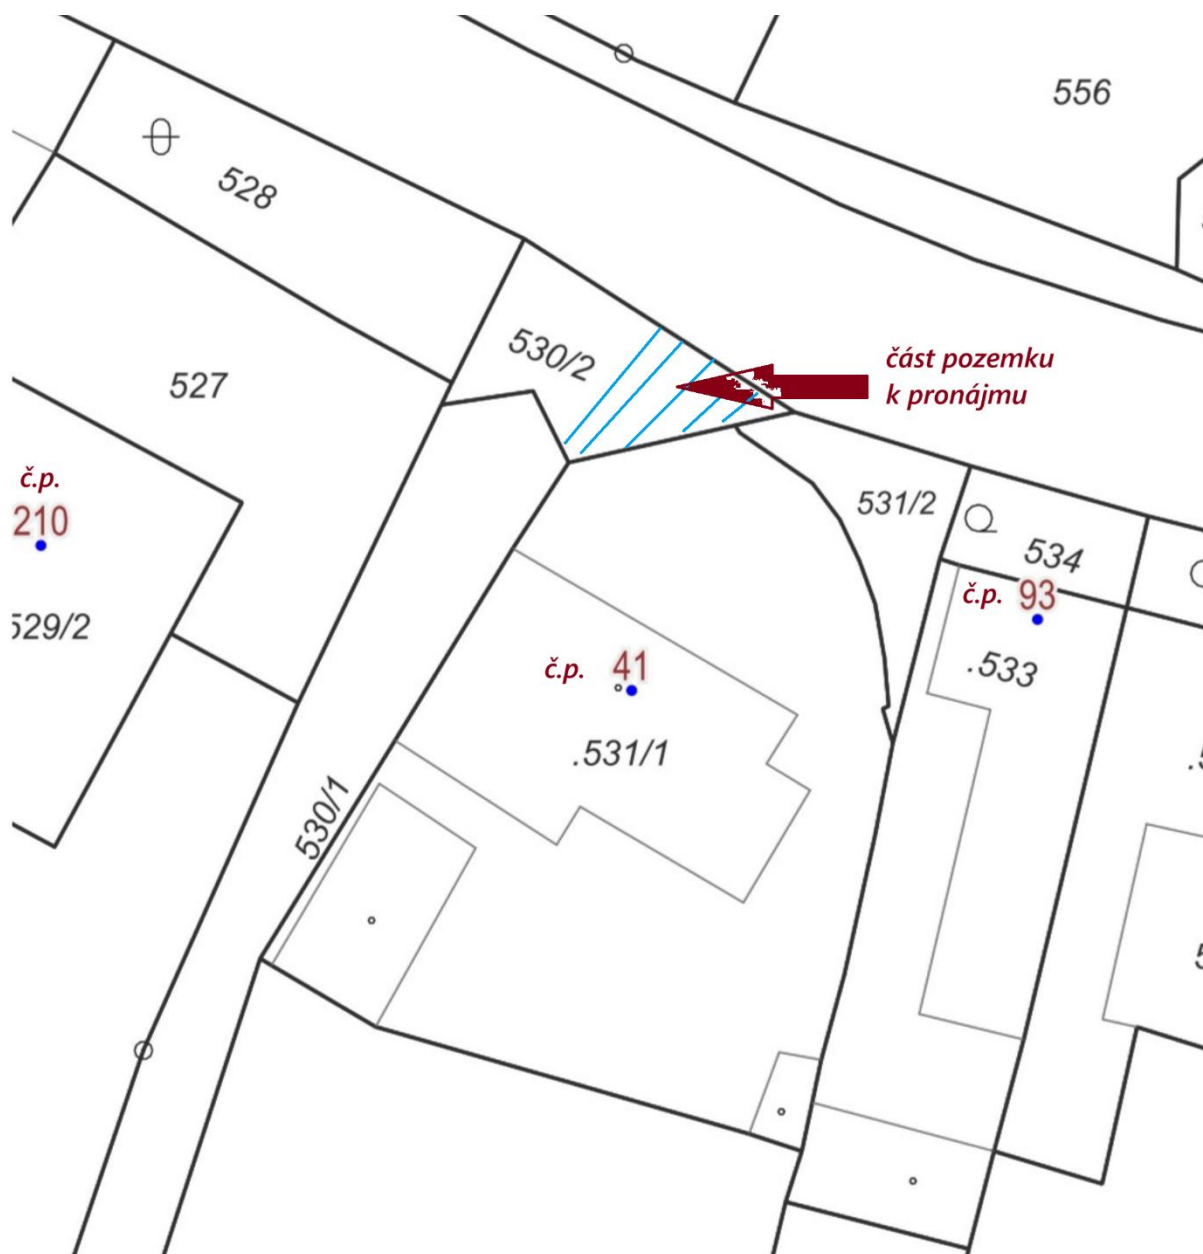 556
528
530/2
část pozemku
k pronájmu
527
č.p.
210
531/2
534
č.p. 93
529/2
.533
č.p. 41
.531/1
530/1